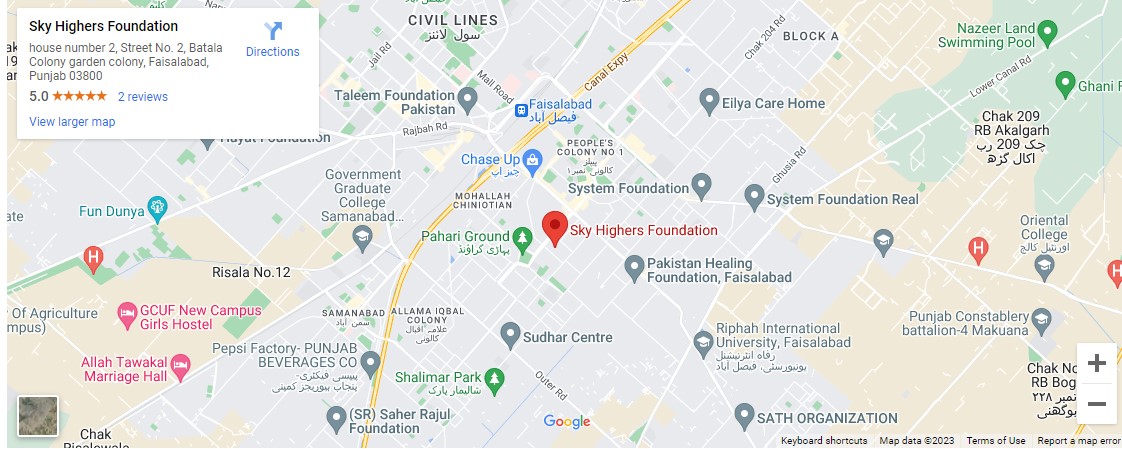 Sky Highers Foundation
house number 2, Street No. 2, Batala
Colony garden colony, Faisalabad,
Punjab 03800
5.0
2 reviews
View larger map
Directions
CIVIL LINES
سول لائنز
Jail Rd
Mall Road
Canal Expy
Chak 204 Rd
BLOCK A
Nazeer Land
Swimming Pool
Lower Canal Rd
Ghani F
Taleem Foundation
Pakistan
Faisalabad
فیصل آباد
Eilya Care Home
Chak 209
RB Akalgarh
چک 209 رب
اکال گڑھ
Rajbah Rd
Hayat Foundation
PEOPLE'S
COLONY NO 1
پیپلز
کالونی نمبر۱
Chase Up
چیز اپ
Ghusia Rd
Government
Graduate
College
Samanabad...
MOHALLAH
CHINIOTIAN
System Foundation
System Foundation Real
ate
Fun Dunya
Sky Highers Foundation
Pahari Ground
پہاڑی گراؤنڈ
Oriental
College
اورنٹیل کالج
Risala No.12
Pakistan Healing
Foundation, Faisalabad
Of Agriculture
mpus)
GCUF New Campus
Girls Hostel
SAMANABAD
سمن آباد
ALLAMA IQBAL
COLONY
علامہ اقبال
کالونی
Punjab Constablery
battalion-4 Makuana
Sudhar Centre
Riphah International
University, Faisalabad
رفاہ انٹرنیشنل
یونیورسٹی، فیصل آباد
Pepsi Factory- PUNJAB
BEVERAGES CO
پیپسی فیکٹری-
پنجاب بیوریجز کمپنی
Allah Tawakal
Marriage Hall
Shalimar Park
شالیمار پارک
Outer Rd
Chak No
RB Bog
نمبر ۲۲۸
بوگھنی
(SR) Saher Rajul
Foundation
Google
SATH ORGANIZATION
Chak
Keyboard shortcuts
Map data ©2023
Terms of Use
Report a map error